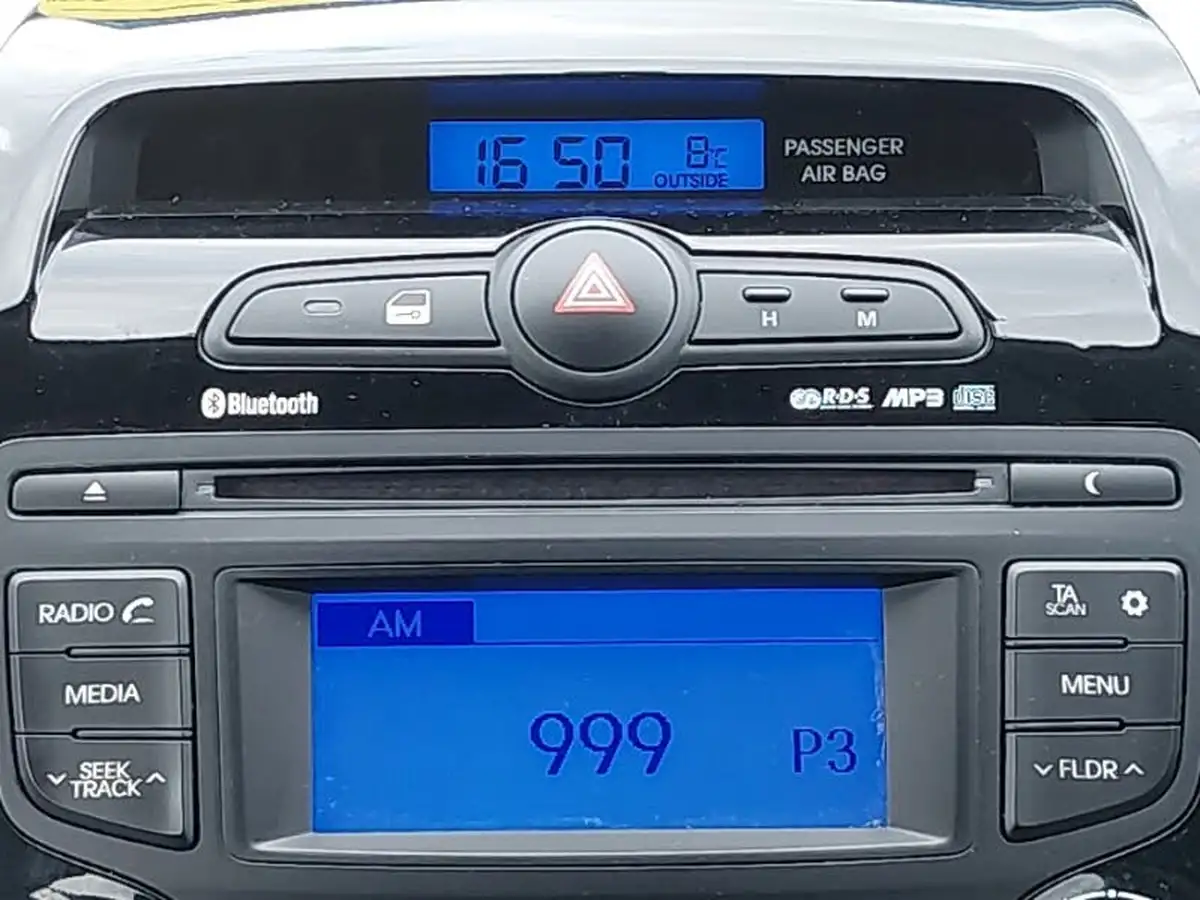 16 50 8°C
OUTSIDE
PASSENGER
AIR BAG
H M
Bluetooth
R·D·S MP3 disc
RADIO
AM
TA
SCAN
MEDIA
MENU
999 P3
SEEK
TRACK
FLDR